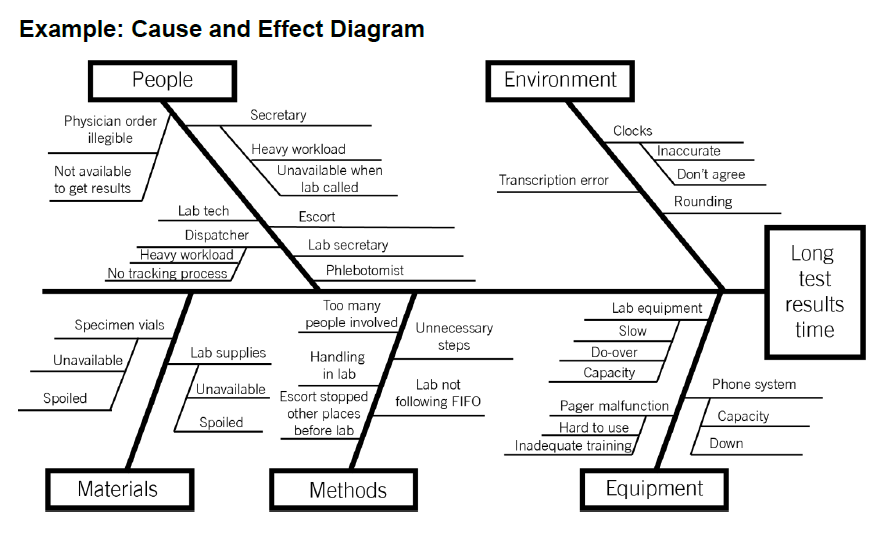 Example: Cause and Effect Diagram
People
Environment
Physician order
illegible
Not available
to get results
Secretary
Heavy workload
Unavailable when
lab called
Lab tech
Escort
Dispatcher
Heavy workload
No tracking process
Lab secretary
Phlebotomist
Clocks
Inaccurate
Don't agree
Transcription error
Rounding
Long
test
results
time
Specimen vials
Unavailable
Spoiled
Lab supplies
Unavailable
Spoiled
Too many
people involved
Handling
in lab
Escort stopped
other places
before lab
Unnecessary
steps
Lab not
following FIFO
Lab equipment
Slow
Do-over
Capacity
Pager malfunction
Hard to use
Inadequate training
Phone system
Capacity
Down
Materials
Methods
Equipment